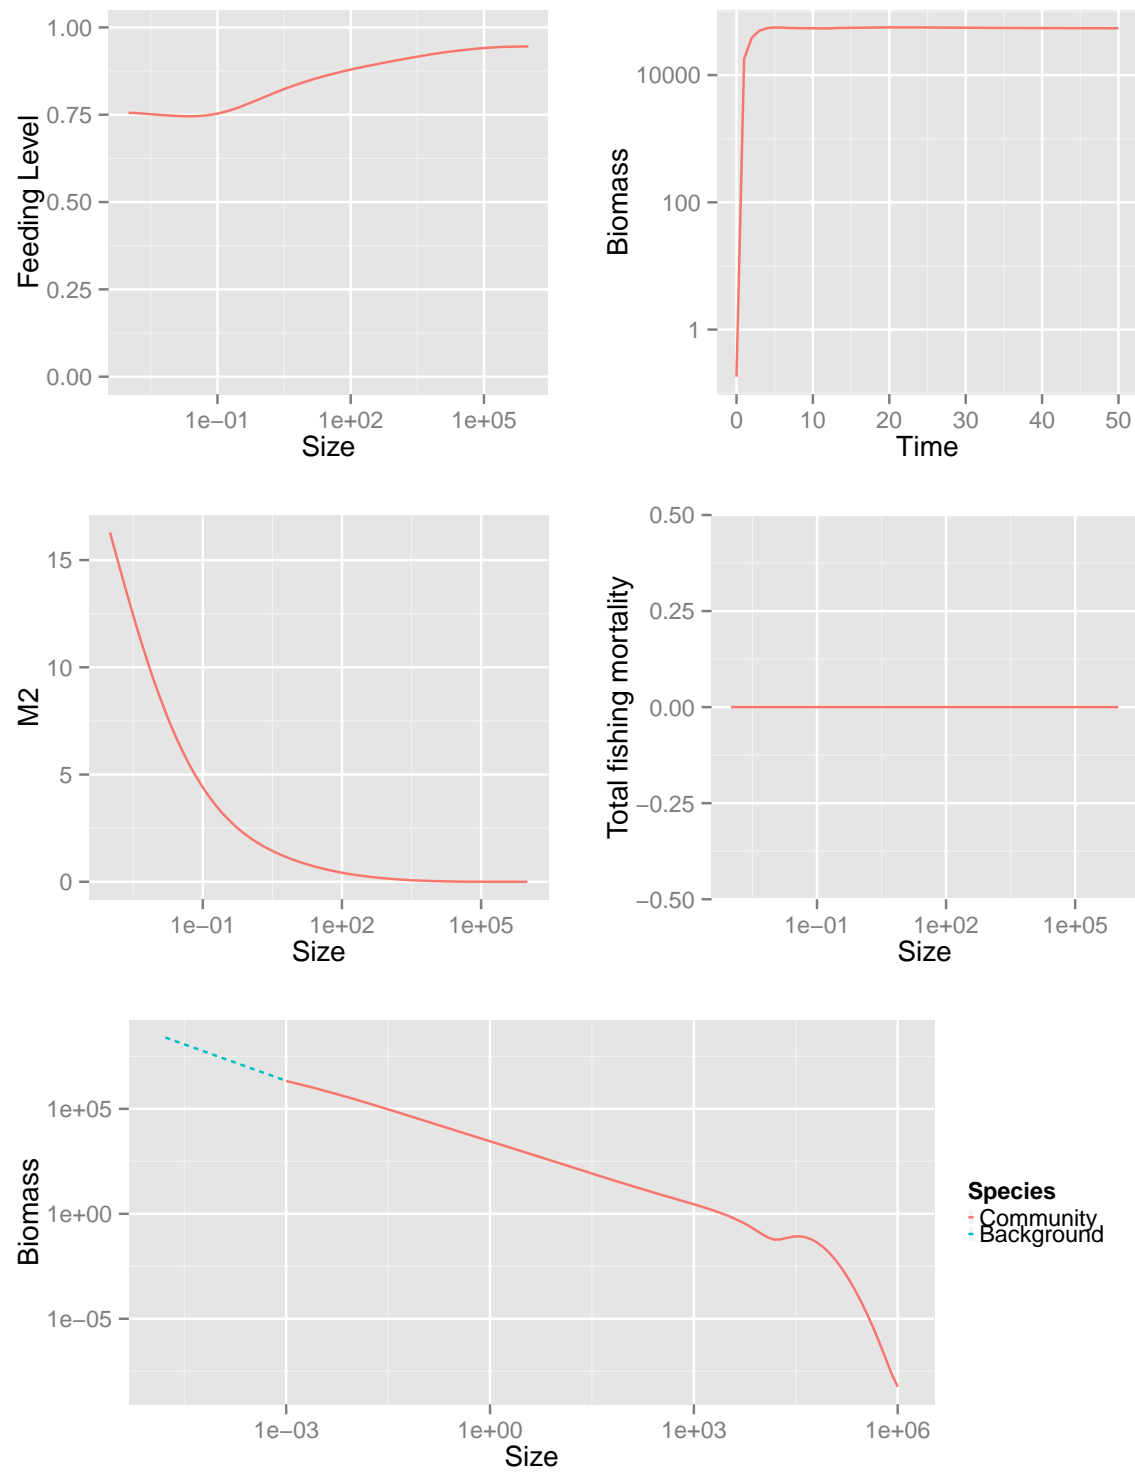 1.00
0.75
0.50
0.25
0.00
Feeding Level
1e−01 1e+02 1e+05
Size
10000
100
1
Biomass
0 10 20 30 40 50
Time
15
10
5
0
M2
1e−01 1e+02 1e+05
Size
0.50
0.25
0.00
−0.25
−0.50
Total fishing mortality
1e−01 1e+02 1e+05
Size
1e+05
1e+00
1e−05
Biomass
1e−03 1e+00 1e+03 1e+06
Size
Species
Community
Background